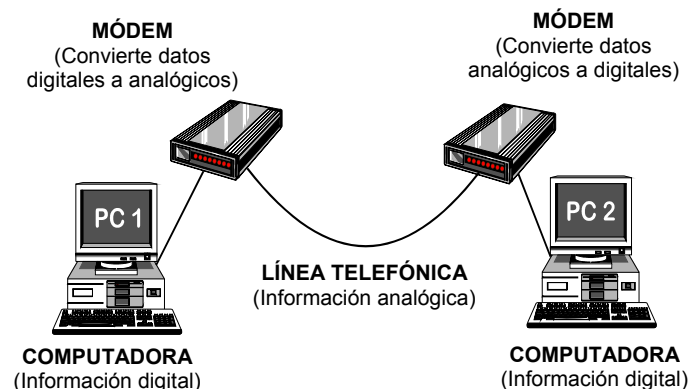 MÓDEM
(Convierte datos
digitales a analógicos)
MÓDEM
(Convierte datos
analógicos a digitales)
PC 1
PC 2
LÍNEA TELEFÓNICA
(Información analógica)
COMPUTADORA
(Información digital)
COMPUTADORA
(Información digital)